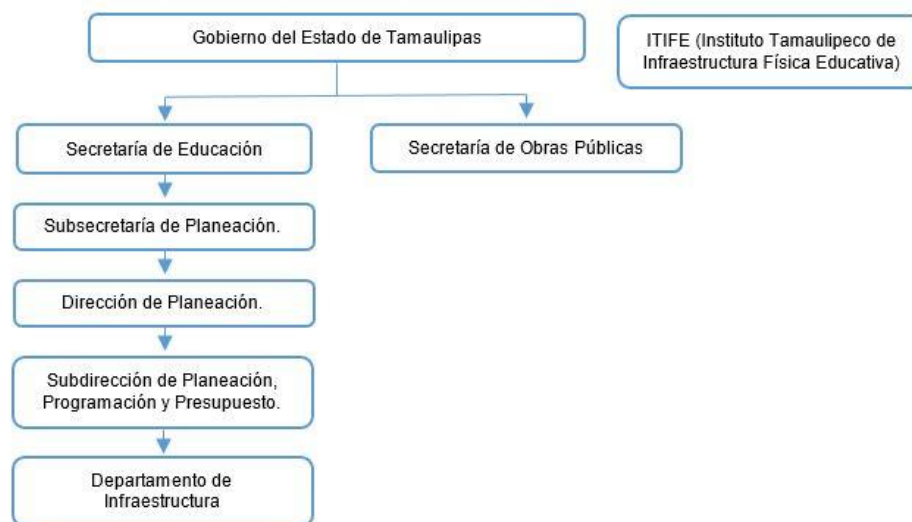 Gobierno del Estado de Tamaulipas
ITIFE (Instituto Tamaulipeco de
Infraestructura Física Educativa)
Secretaría de Educación
Secretaría de Obras Públicas
Subsecretaría de Planeación.
Dirección de Planeación.
Subdirección de Planeación,
Programación y Presupuesto.
Departamento de
Infraestructura